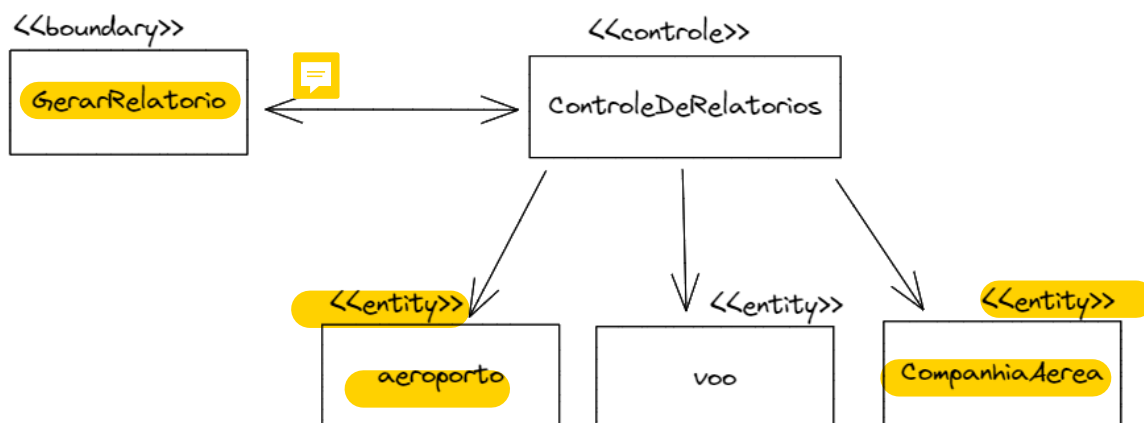 <<boundary>>
GerarRelatorio
<<controle>>
ControleDeRelatorios
<<entity>>
aeroporto
<<entity>>
voo
<<entity>>
CompanhiaAerea